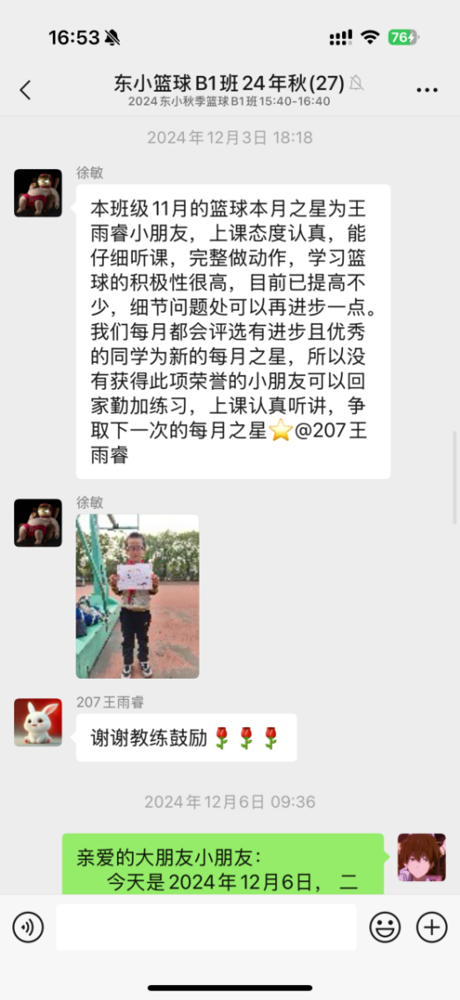 16:53
76
东小篮球B1班24年秋(27)
2024东小秋季篮球B1班15:40-16:40
2024年12月3日 18:18
徐敏
本班级11月的篮球本月之星为王
雨睿小朋友，上课态度认真，能
仔细听课，完整做动作，学习篮
球的积极性很高，目前已提高不
少，细节问题处可以再进步一点。
我们每月都会评选有进步且优秀
的同学为新的每月之星，所以没
有获得此项荣誉的小朋友可以回
家勤加练习，上课认真听讲，争
取下一次的每月之星⭐@207王
雨睿
徐敏
207王雨睿
谢谢教练鼓励🌹🌹🌹
2024年12月6日 09:36
亲爱的大朋友小朋友：
今天是2024年12月6日， 二